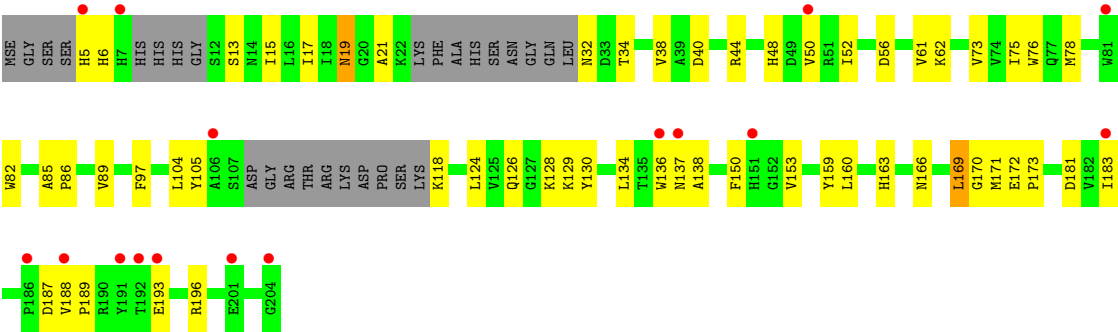 MSE GLY SER SER H5 H6 H7 HIS HIS HIS GLY S12 S13 N14 I15 L16 I17 I18 N19 G20 A21 K22 LYS PHE ALA HIS SER ASN GLY GLN LEU N32 D33 T34 V38 A39 D40 R44 H48 D49 V50 R51 I52 D56 V61 K62 V73 V74 I75 W76 Q77 M78 W81
W82 A85 P86 V89 F97 L104 Y105 A106 S107 ASP GLY ARG THR ARG LYS ASP PRO SER LYS K118 L124 V125 Q126 G127 K128 K129 Y130 L134 T135 W136 N137 A138 F150 H151 G152 V153 Y159 L160 H163 N166 L169 G170 M171 E172 P173 D181 V182 I183
P186 D187 V188 P189 R190 Y191 T192 E193 R196 E201 G204